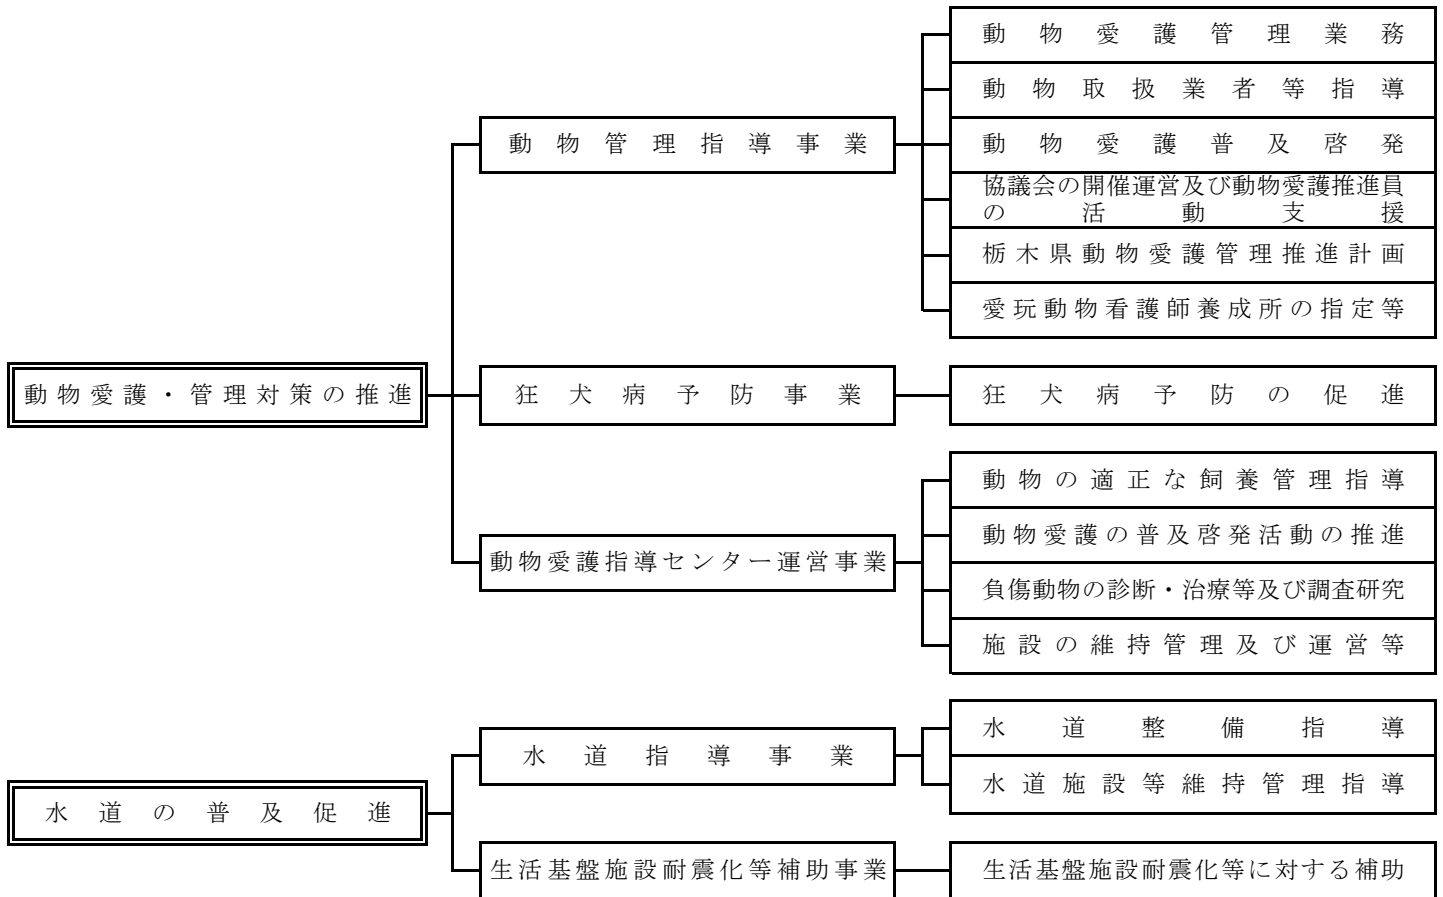 動物愛護管理業務
動物取扱業者等指導
動物管理指導事業
動物愛護普及啓発
協議会の開催運営及び動物愛護推進員
の活動支援
栃木県動物愛護管理推進計画
愛玩動物看護師養成所の指定等
動物愛護・管理対策の推進
狂犬病予防事業
狂犬病予防の促進
動物の適正な飼養管理指導
動物愛護の普及啓発活動の推進
動物愛護指導センター運営事業
負傷動物の診断・治療等及び調査研究
施設の維持管理及び運営等
水道整備指導
水道指導事業
水道施設等維持管理指導
水道の普及促進
生活基盤施設耐震化等補助事業
生活基盤施設耐震化等に対する補助